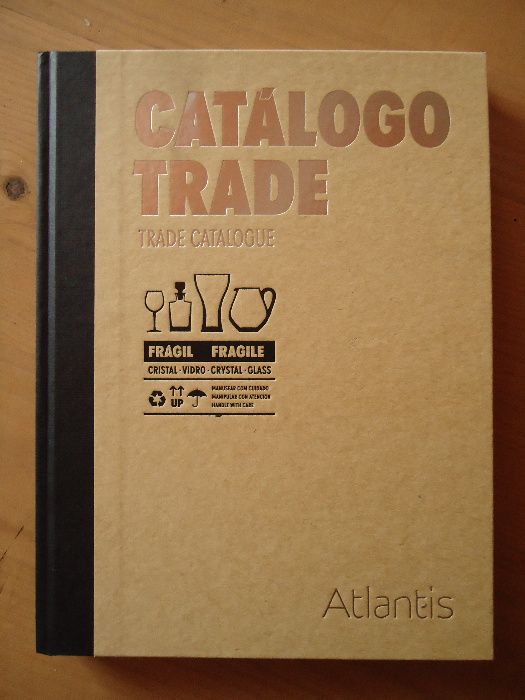 CATÁLOGO
TRADE
TRADE CATALOGUE
FRÁGIL FRAGILE
CRISTAL · VIDRO · CRYSTAL · GLASS
UP
MANUSEAR COM CUIDADO
MANIPULAR CON ATENCION
HANDLE WITH CARE
Atlantis